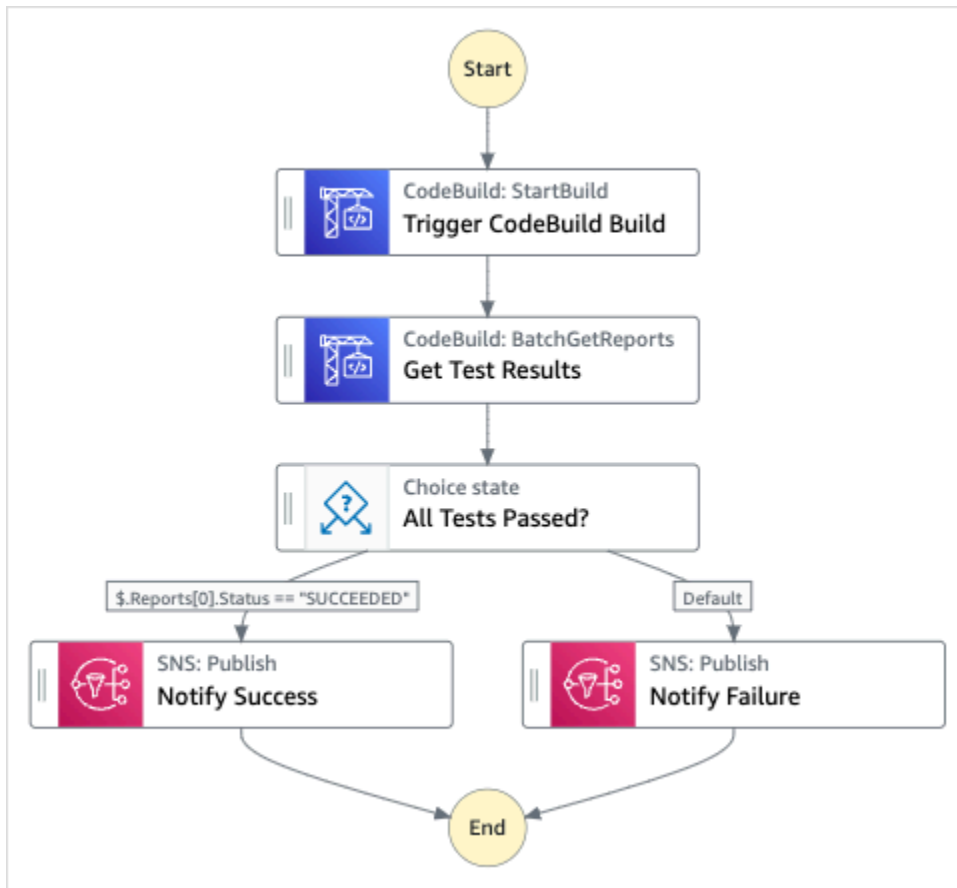 Start
CodeBuild: StartBuild
Trigger CodeBuild Build
CodeBuild: BatchGetReports
Get Test Results
Choice state
All Tests Passed?
$.Reports[0].Status == "SUCCEEDED"
Default
SNS: Publish
Notify Success
SNS: Publish
Notify Failure
End